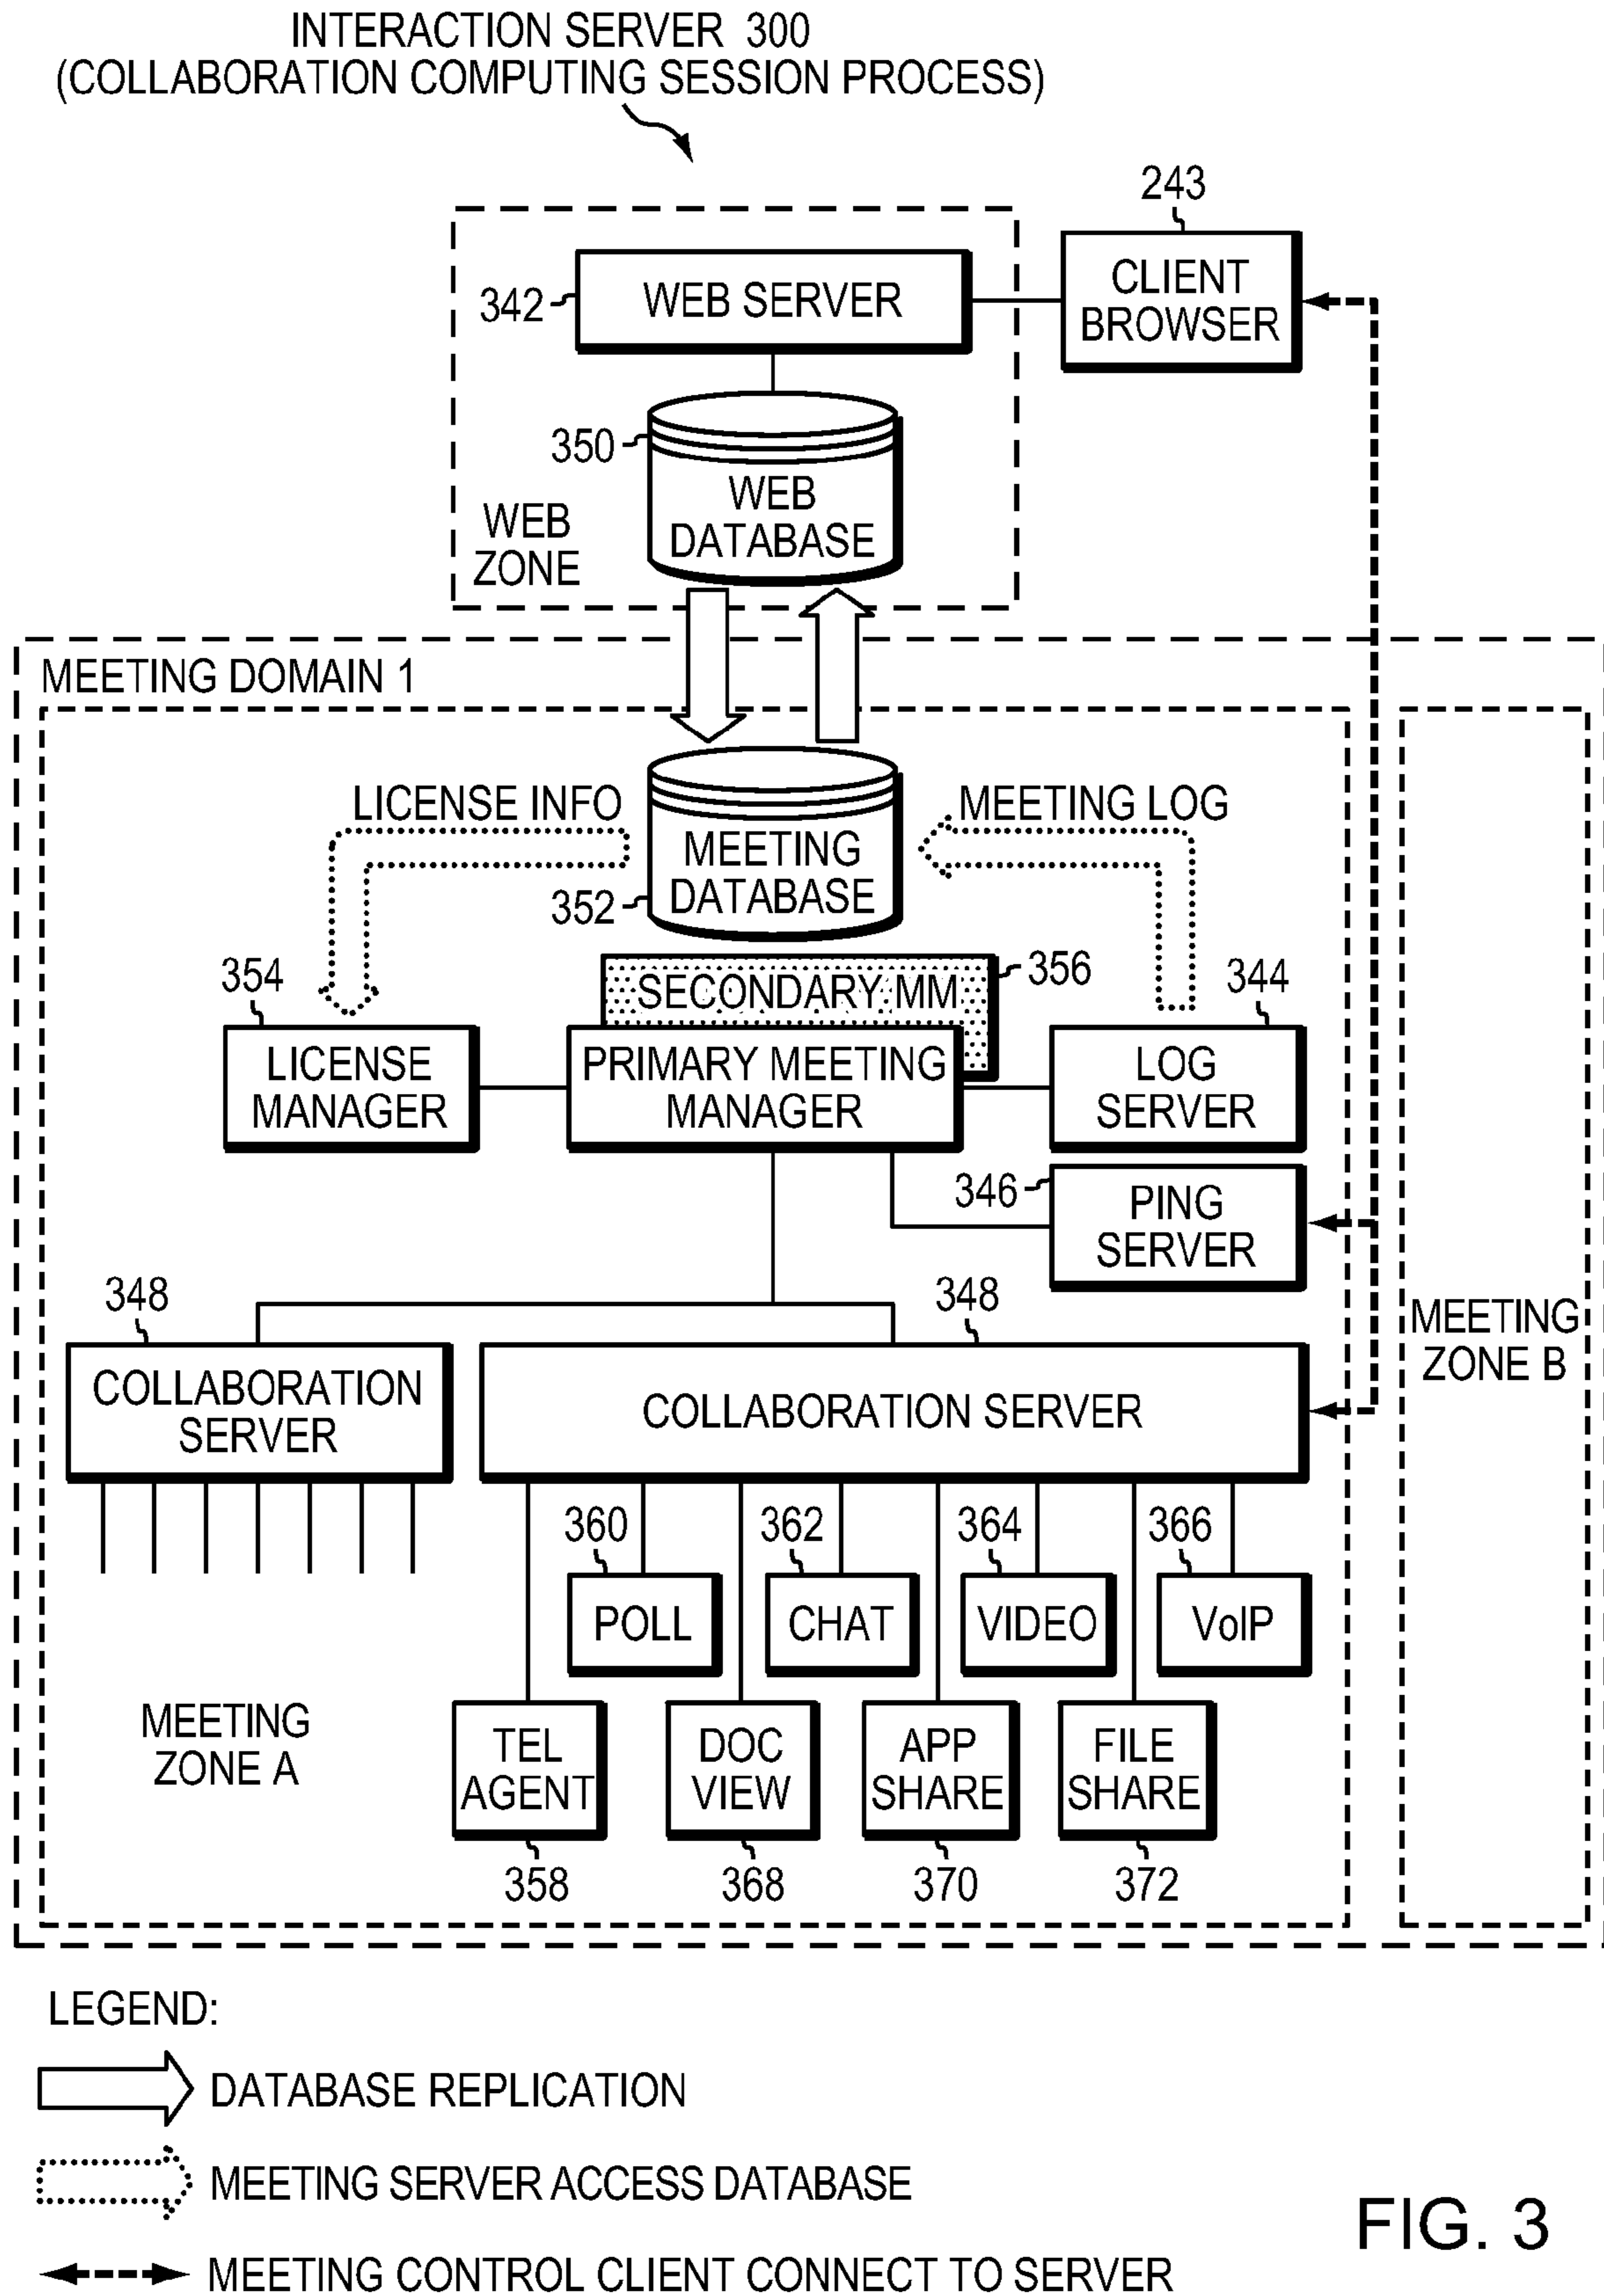 INTERACTION SERVER 300
(COLLABORATION COMPUTING SESSION PROCESS)
243
342
WEB SERVER
CLIENT
BROWSER
350
WEB
DATABASE
WEB
ZONE
MEETING DOMAIN 1
LICENSE INFO
MEETING LOG
MEETING
DATABASE
352
354
SECONDARY MM
356
344
LICENSE
MANAGER
PRIMARY MEETING
MANAGER
LOG
SERVER
346
PING
SERVER
348
348
COLLABORATION
SERVER
COLLABORATION SERVER
MEETING
ZONE B
360
362
364
366
POLL
CHAT
VIDEO
VoIP
MEETING
ZONE A
TEL
AGENT
DOC
VIEW
APP
SHARE
FILE
SHARE
358
368
370
372
LEGEND:
DATABASE REPLICATION
MEETING SERVER ACCESS DATABASE
MEETING CONTROL CLIENT CONNECT TO SERVER
FIG. 3